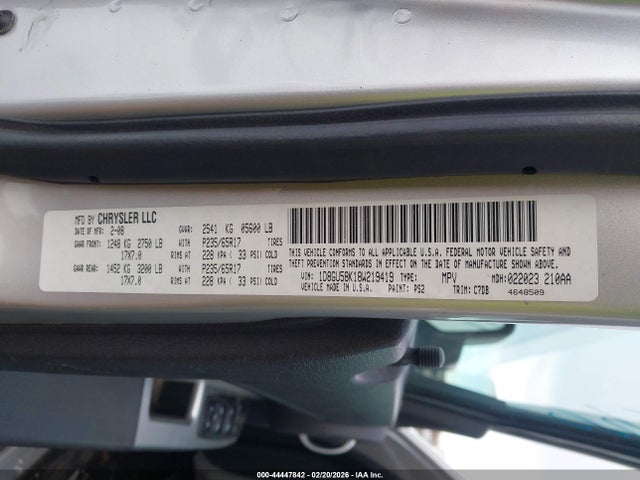 MFD BY CHRYSLER LLC
DATE OF MFR: 2-08 GVWR: 2541 KG 05600 LB
GAWR FRONT: 1248 KG 2750 LB WITH P235/65R17 TIRES
17X7.0 RIMS AT 228 KPA ( 33 PSI) COLD
GAWR REAR: 1452 KG 3200 LB WITH P235/65R17 TIRES
17X7.0 RIMS AT 228 KPA ( 33 PSI) COLD
THIS VEHICLE CONFORMS TO ALL APPLICABLE U.S.A. FEDERAL MOTOR VEHICLE SAFETY AND
THEFT PREVENTION STANDARDS IN EFFECT ON THE DATE OF MANUFACTURE SHOWN ABOVE.
VIN: 1D8GU58K18W219419 TYPE: MPV MDH: 022023 210AA
VEHICLE MADE IN U.S.A. PAINT: PS2 TRIM: C7DB 4648509
000-44447842 - 02/20/2026 - IAA Inc.